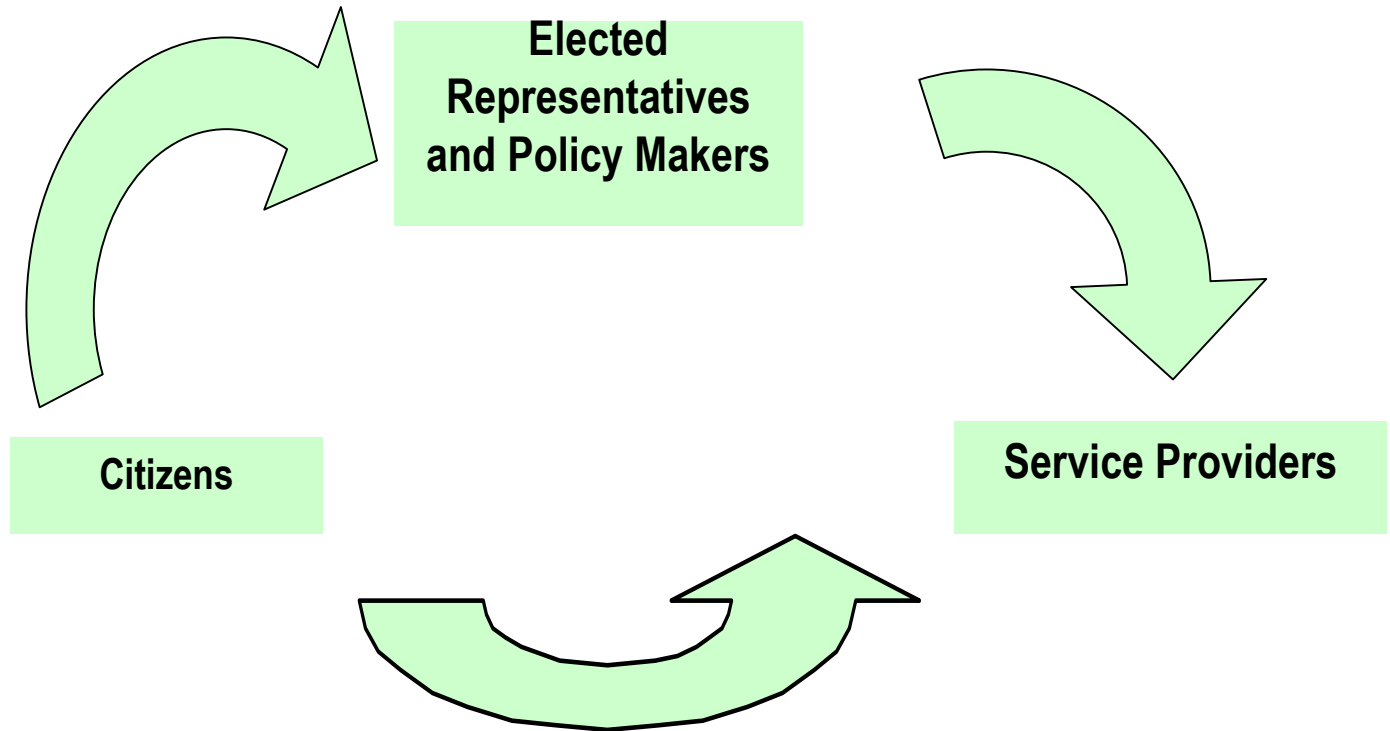 Elected
Representatives
and Policy Makers
Citizens
Service Providers